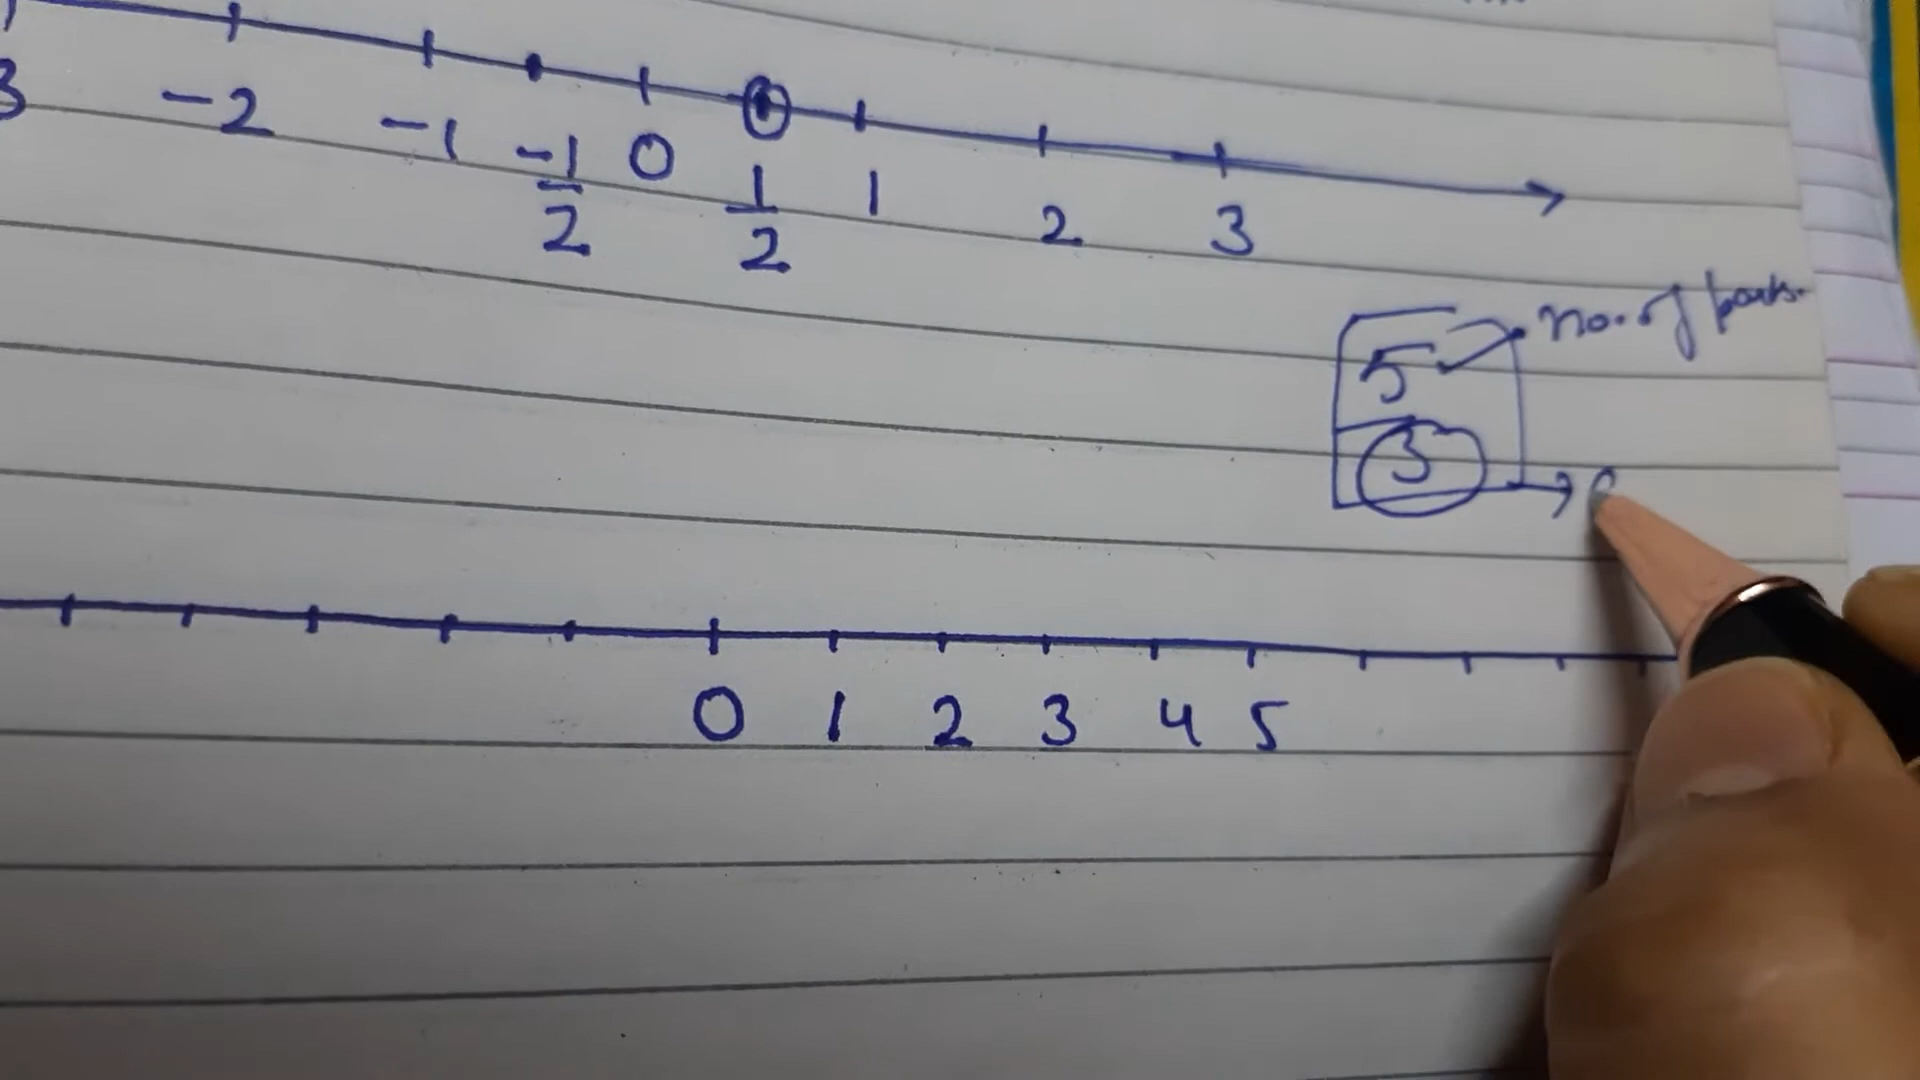 3 -2 -1 -1/2 0 1/2 1 2 3
5 no. of parts.
3
0 1 2 3 4 5